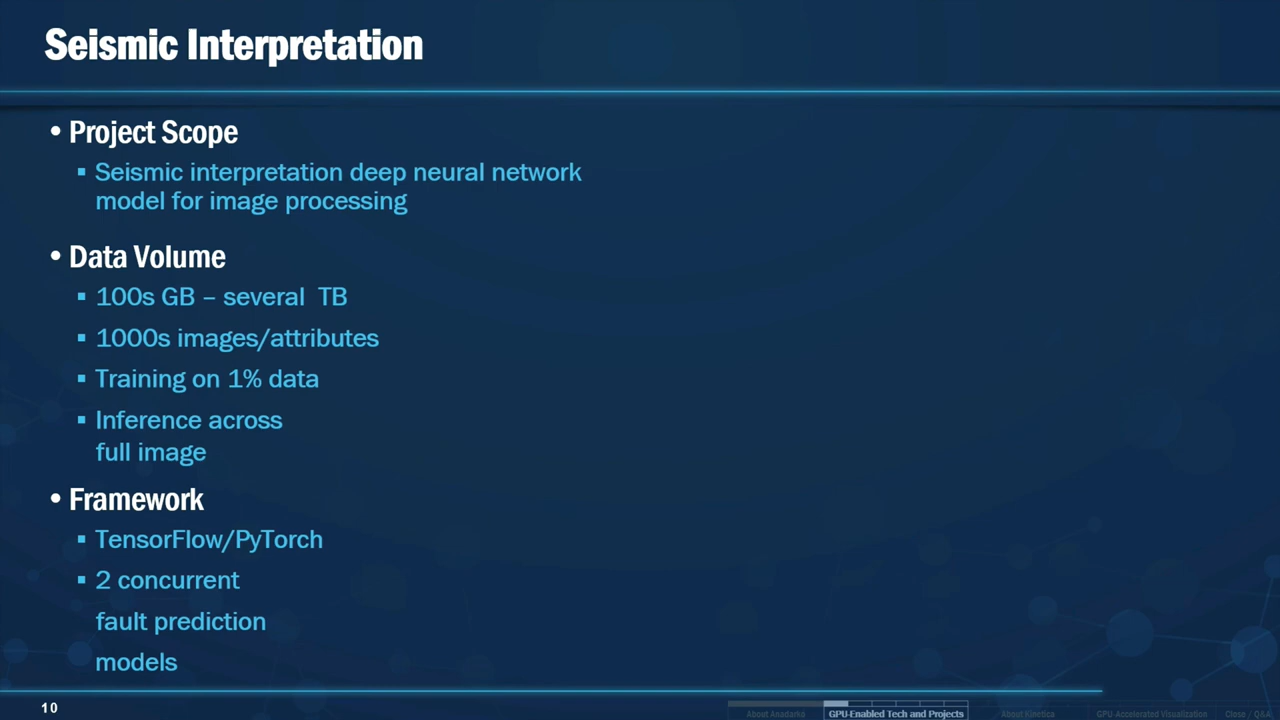 Seismic Interpretation
• Project Scope
▪ Seismic interpretation deep neural network
model for image processing
• Data Volume
▪ 100s GB – several  TB
▪ 1000s images/attributes
▪ Training on 1% data
▪ Inference across
full image
• Framework
▪ TensorFlow/PyTorch
▪ 2 concurrent
fault prediction
models
10
About Anadarko
GPU-Enabled Tech and Projects
About Kinetica
GPU-Accelerated Visualization
Close / Q&A